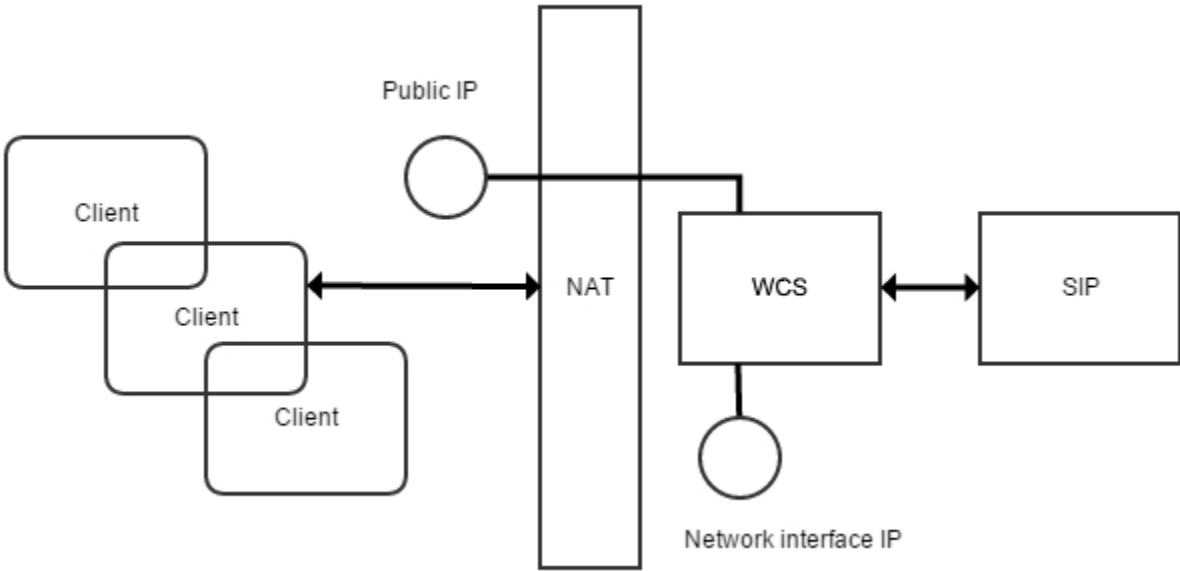 Public IP
Client
Client
Client
NAT
WCS
SIP
Network interface IP